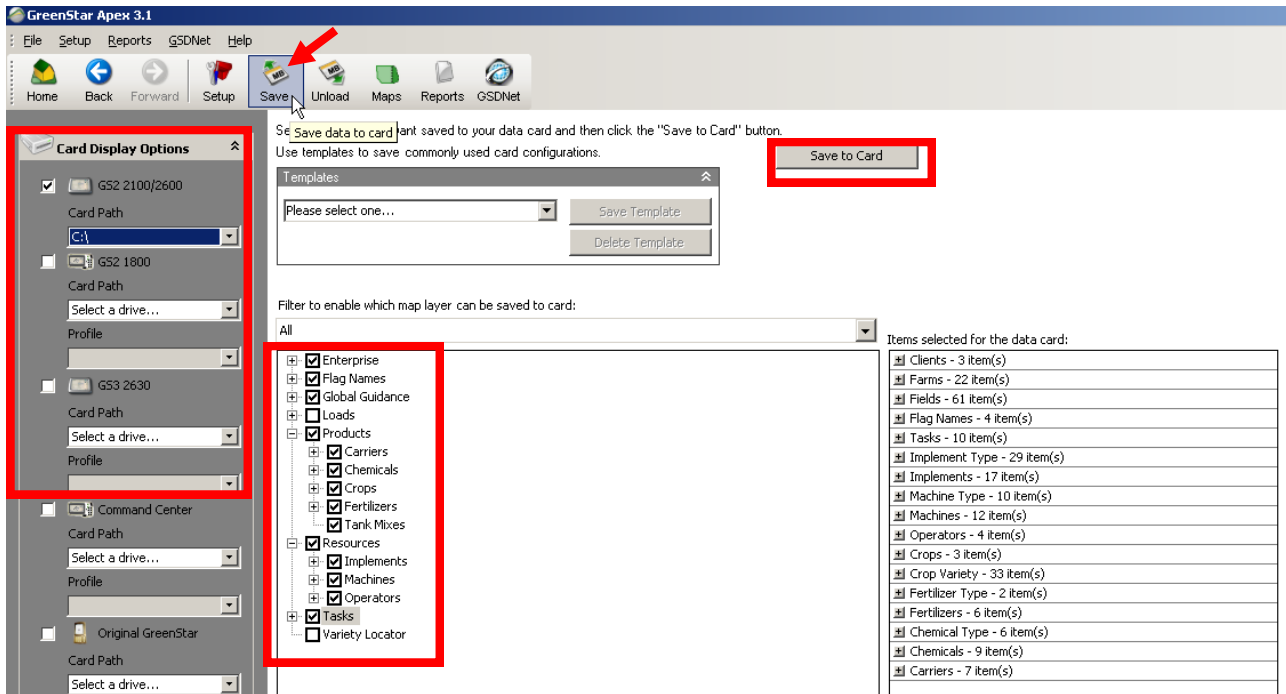 GreenStar Apex 3.1
File Setup Reports GSDNet Help
Home Back Forward Setup Save Unload Maps Reports GSDNet
Save data to card
ant saved to your data card and then click the "Save to Card" button.
Use templates to save commonly used card configurations.
Save to Card
Card Display Options
GS2 2100/2600
Card Path
C:\
GS2 1800
Card Path
Select a drive...
Profile
GS3 2630
Card Path
Select a drive...
Profile
Command Center
Card Path
Select a drive...
Profile
Original GreenStar
Card Path
Select a drive...
Templates
Please select one...
Save Template
Delete Template
Filter to enable which map layer can be saved to card:
All
Enterprise
Flag Names
Global Guidance
Loads
Products
Carriers
Chemicals
Crops
Fertilizers
Tank Mixes
Resources
Implements
Machines
Operators
Tasks
Variety Locator
Items selected for the data card:
Clients - 3 item(s)
Farms - 22 item(s)
Fields - 61 item(s)
Flag Names - 4 item(s)
Tasks - 10 item(s)
Implement Type - 29 item(s)
Implements - 17 item(s)
Machine Type - 10 item(s)
Machines - 12 item(s)
Operators - 4 item(s)
Crops - 3 item(s)
Crop Variety - 33 item(s)
Fertilizer Type - 2 item(s)
Fertilizers - 6 item(s)
Chemical Type - 6 item(s)
Chemicals - 9 item(s)
Carriers - 7 item(s)